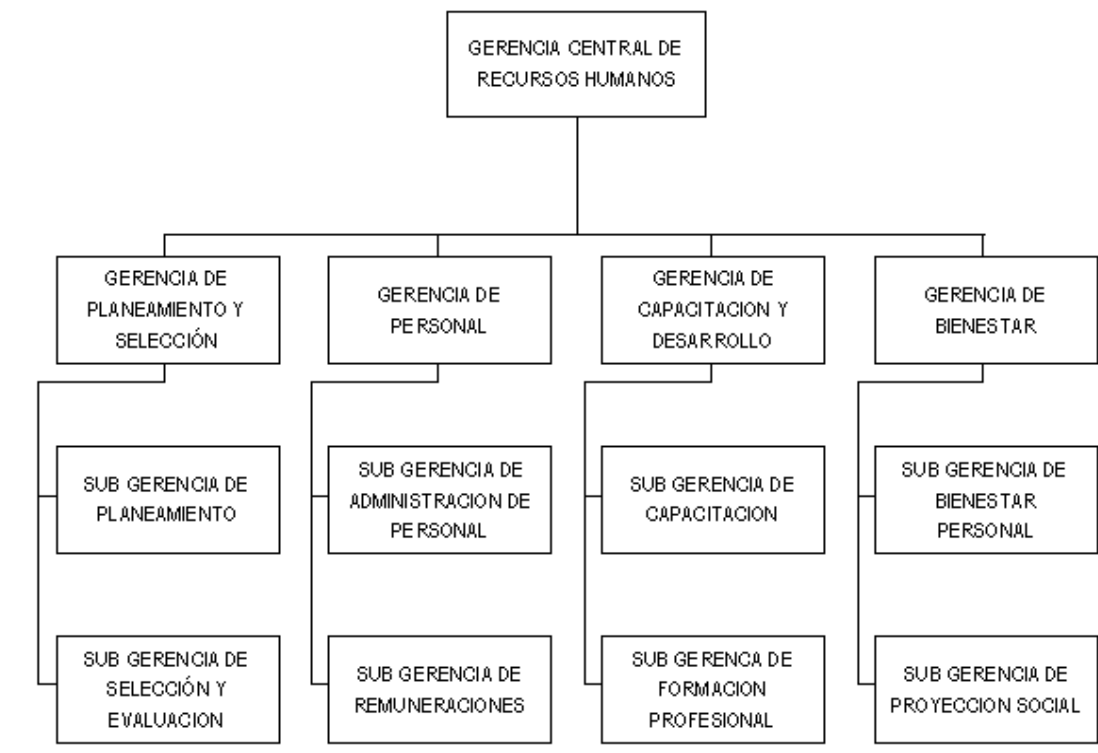 GERENCIA CENTRAL DE
RECURSOS HUMANOS
GERENCIA DE
PLANEAMIENTO Y
SELECCIÓN
GERENCIA DE
PERSONAL
GERENCIA DE
CAPACITACION Y
DESARROLLO
GERENCIA DE
BIENESTAR
SUB GERENCIA DE
PLANEAMIENTO
SUB GERENCIA DE
ADMINISTRACION DE
PERSONAL
SUB GERENCIA DE
CAPACITACION
SUB GERENCIA DE
BIENESTAR
PERSONAL
SUB GERENCIA DE
SELECCIÓN Y
EVALUACION
SUB GERENCIA DE
REMUNERACIONES
SUB GERENCA DE
FORMACION
PROFESIONAL
SUB GERENCIA DE
PROYECCION SOCIAL